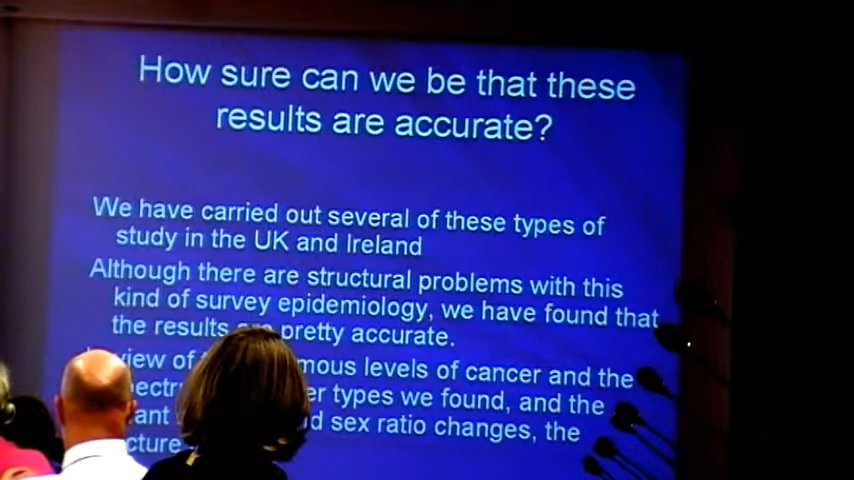 How sure can we be that these
results are accurate?
We have carried out several of these types of
study in the UK and Ireland
Although there are structural problems with this
kind of survey epidemiology, we have found that
the results are pretty accurate.
view of levels of cancer and the
types we found, and the
sex ratio changes, the